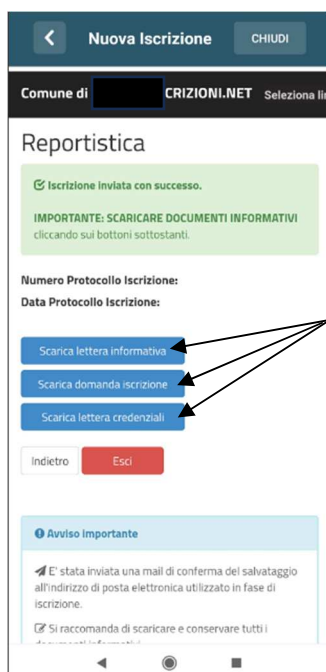 Nuova Iscrizione CHIUDI
Comune di CRIZIONI.NET Seleziona lin
Reportistica
Iscrizione inviata con successo.
IMPORTANTE: SCARICARE DOCUMENTI INFORMATIVI
cliccando sui bottoni sottostanti.
Numero Protocollo Iscrizione:
Data Protocollo Iscrizione:
Scarica lettera informativa
Scarica domanda iscrizione
Scarica lettera credenziali
Indietro Esci
Avviso importante
E' stata inviata una mail di conferma del salvataggio
all'indirizzo di posta elettronica utilizzato in fase di
iscrizione.
Si raccomanda di scaricare e conservare tutti i
documenti informativi